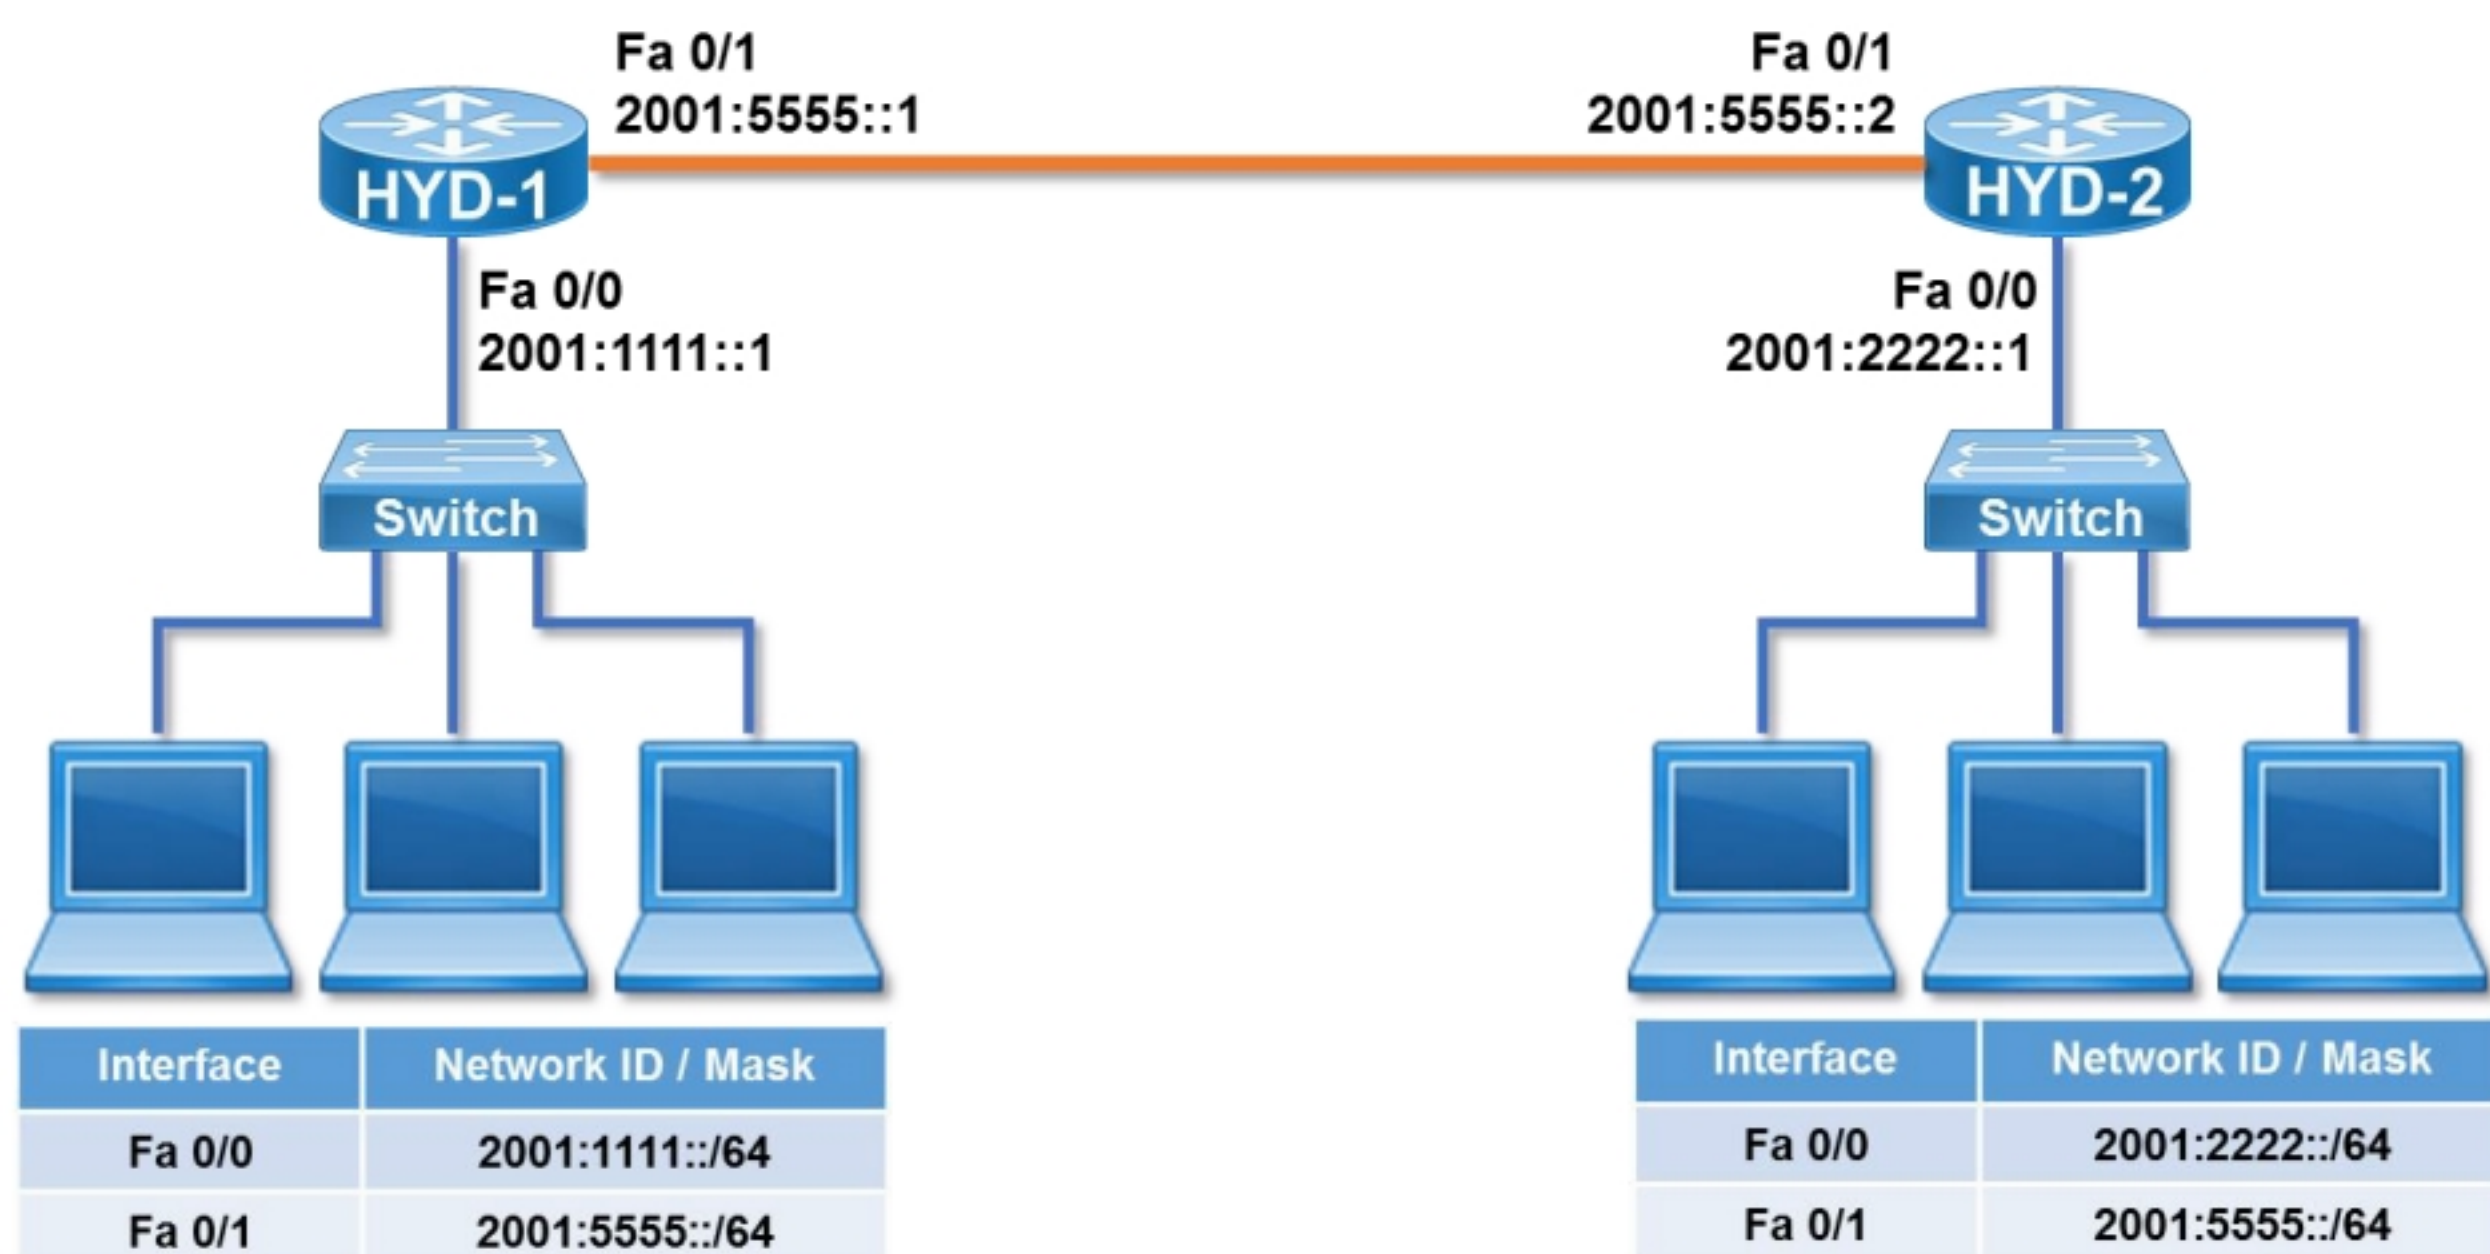 Fa 0/1
2001:5555::1
Fa 0/1
2001:5555::2
HYD-1
HYD-2
Fa 0/0
2001:1111::1
Fa 0/0
2001:2222::1
Switch
Switch
Interface Network ID / Mask
Fa 0/0 2001:1111::/64
Fa 0/1 2001:5555::/64
Interface Network ID / Mask
Fa 0/0 2001:2222::/64
Fa 0/1 2001:5555::/64